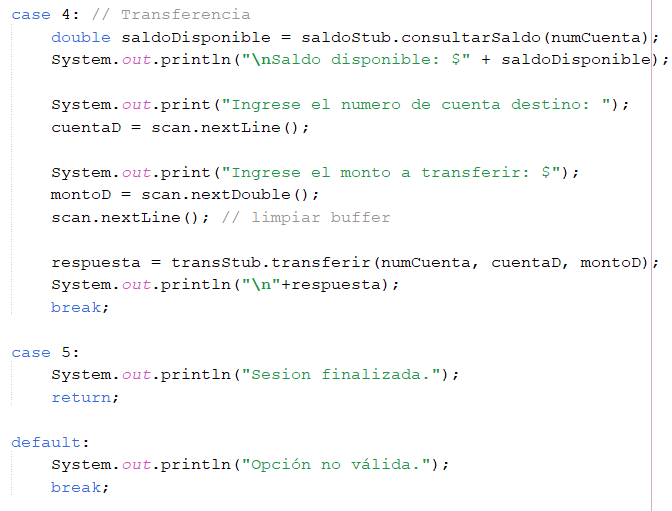 case 4: // Transferencia
double saldoDisponible = saldoStub.consultarSaldo(numCuenta);
System.out.println("\nSaldo disponible: $" + saldoDisponible);
System.out.print("Ingrese el numero de cuenta destino: ");
cuentaD = scan.nextLine();
System.out.print("Ingrese el monto a transferir: $");
montoD = scan.nextDouble();
scan.nextLine(); // limpiar buffer
respuesta = transStub.transferir(numCuenta, cuentaD, montoD);
System.out.println("\n"+respuesta);
break;
case 5:
System.out.println("Sesion finalizada.");
return;
default:
System.out.println("Opción no válida.");
break;